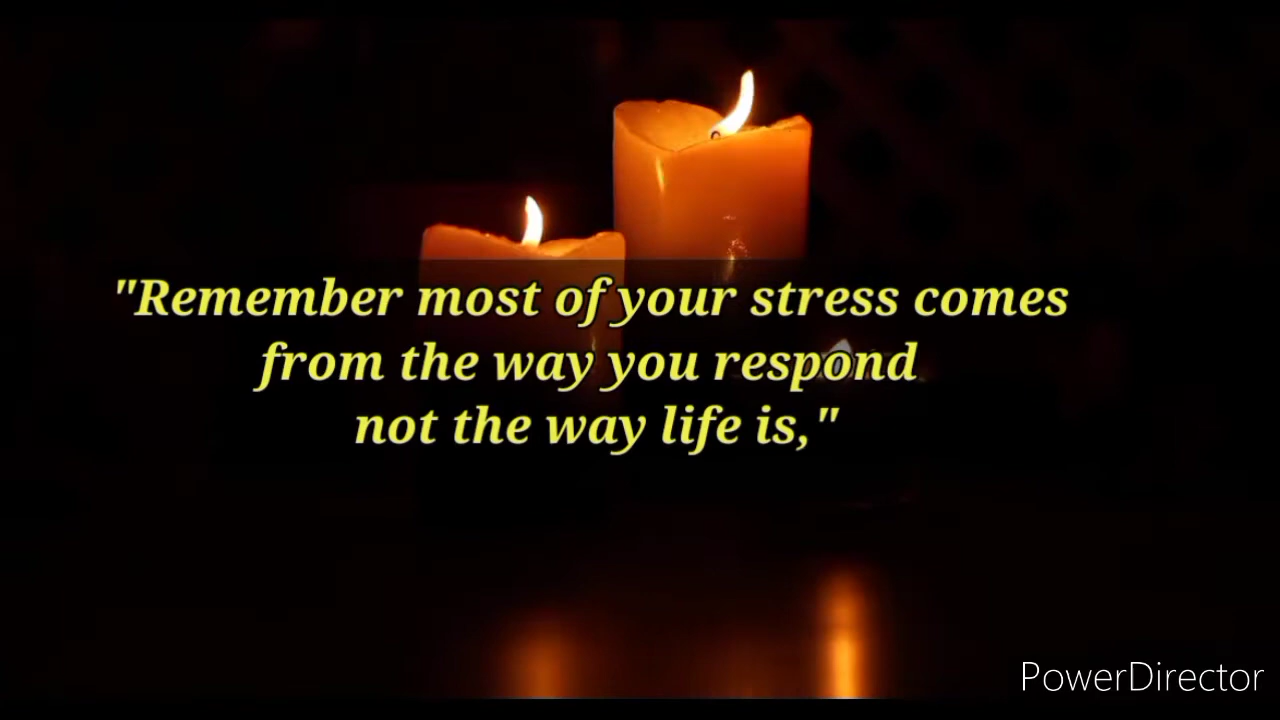 "Remember most of your stress comes
from the way you respond
not the way life is,"
PowerDirector